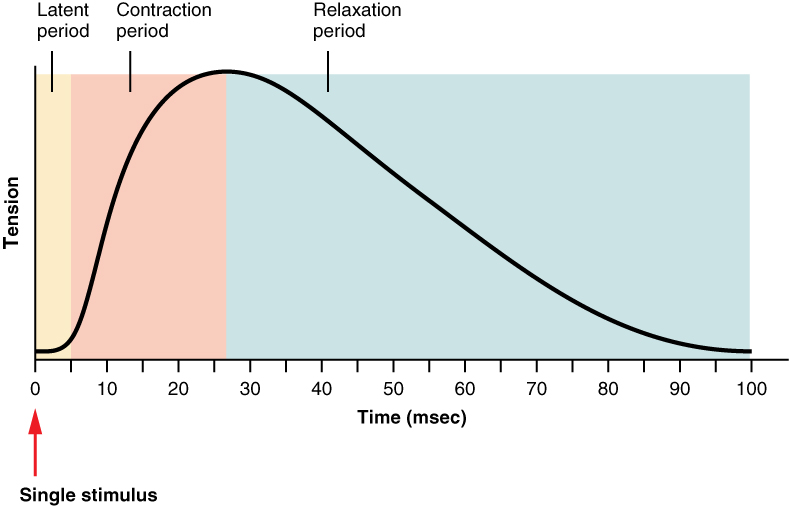 Latent
period
Contraction
period
Relaxation
period
Tension
0 10 20 30 40 50 60 70 80 90 100
Time (msec)
Single stimulus